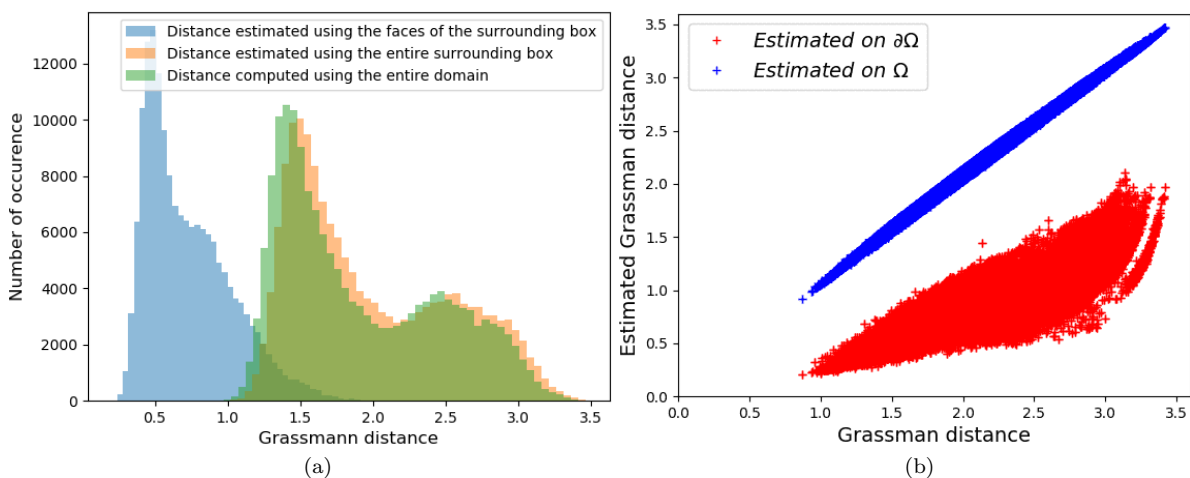 Distance estimated using the faces of the surrounding box
Distance estimated using the entire surrounding box
Distance computed using the entire domain
Number of occurence
12000
10000
8000
6000
4000
2000
0
0.5
1.0
1.5
2.0
2.5
3.0
3.5
Grassmann distance
(a)
Estimated on ∂Ω
Estimated on Ω
Estimated Grassman distance
3.5
3.0
2.5
2.0
1.5
1.0
0.5
0.0
0.0
0.5
1.0
1.5
2.0
2.5
3.0
3.5
Grassman distance
(b)